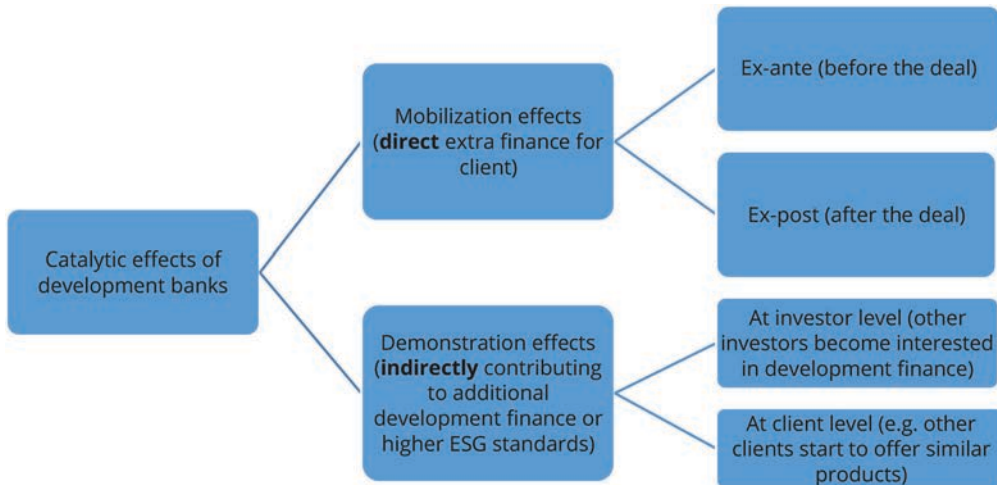 Catalytic effects of
development banks
Mobilization effects
(direct extra finance for
client)
Ex-ante (before the deal)
Ex-post (after the deal)
Demonstration effects
(indirectly contributing
to additional
development finance or
higher ESG standards)
At investor level (other
investors become interested
in development finance)
At client level (e.g. other
clients start to offer similar
products)